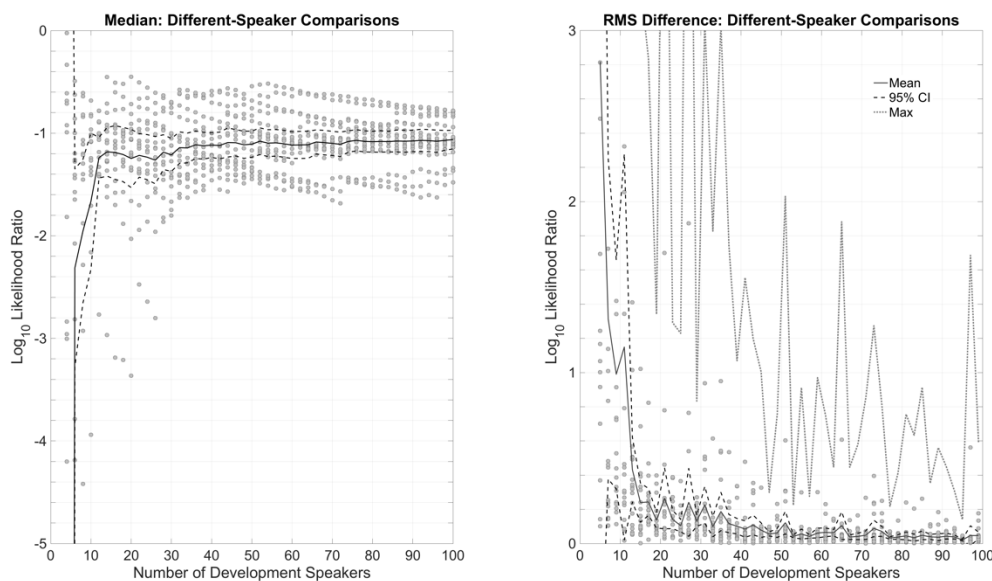 Median: Different-Speaker Comparisons
0
-1
-2
-3
-4
-5
Log10 Likelihood Ratio
0 10 20 30 40 50 60 70 80 90 100
Number of Development Speakers
RMS Difference: Different-Speaker Comparisons
3
2
1
0
Log10 Likelihood Ratio
Mean
95% CI
Max
0 10 20 30 40 50 60 70 80 90 100
Number of Development Speakers